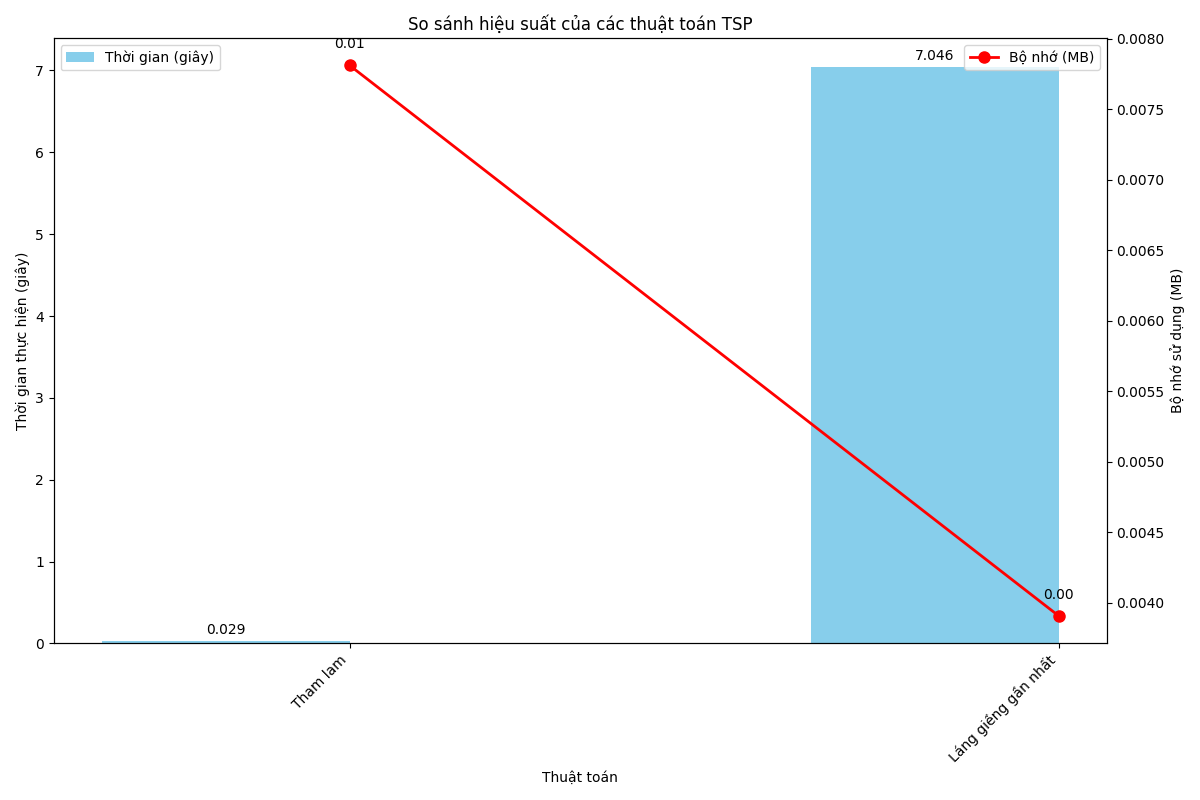 So sánh hiệu suất của các thuật toán TSP
Thời gian (giây)
Bộ nhớ (MB)
0.01
7.046
0.029
0.00
Thời gian thực hiện (giây)
7
6
5
4
3
2
1
0
0.0080
0.0075
0.0070
0.0065
0.0060
0.0055
0.0050
0.0045
0.0040
Bộ nhớ sử dụng (MB)
Tham lam
Láng giềng gần nhất
Thuật toán